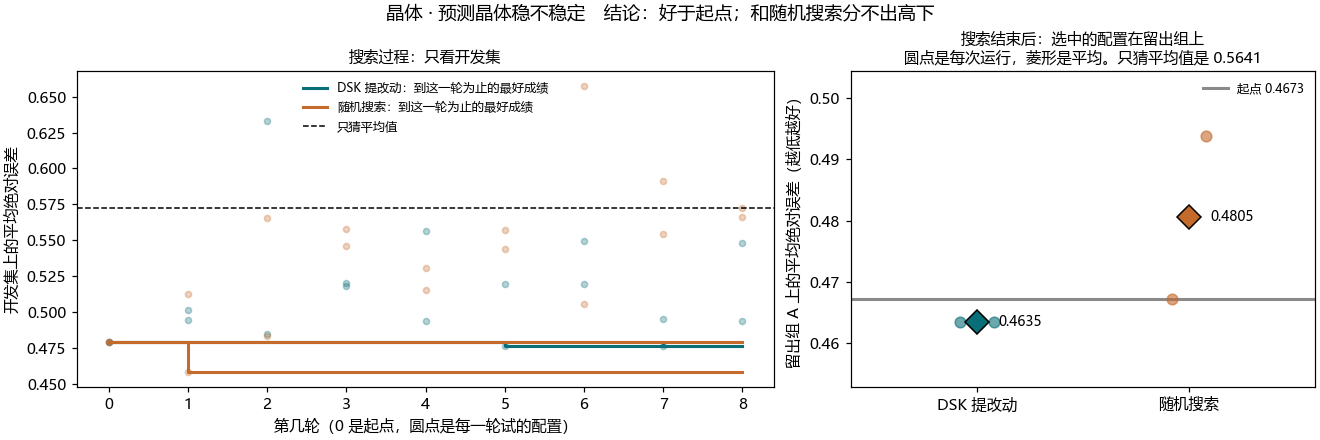 晶体 · 预测晶体稳不稳定　结论：好于起点；和随机搜索分不出高下
搜索过程：只看开发集
DSK 提改动：到这一轮为止的最好成绩
随机搜索：到这一轮为止的最好成绩
只猜平均值
开发集上的平均绝对误差
0.650
0.625
0.600
0.575
0.550
0.525
0.500
0.475
0.450
0
1
2
3
4
5
6
7
8
第几轮（0 是起点，圆点是每一轮试的配置）
搜索结束后：选中的配置在留出组上
圆点是每次运行，菱形是平均。只猜平均值是 0.5641
起点 0.4673
留出组 A 上的平均绝对误差（越低越好）
0.50
0.49
0.48
0.47
0.46
0.4805
0.4635
DSK 提改动
随机搜索